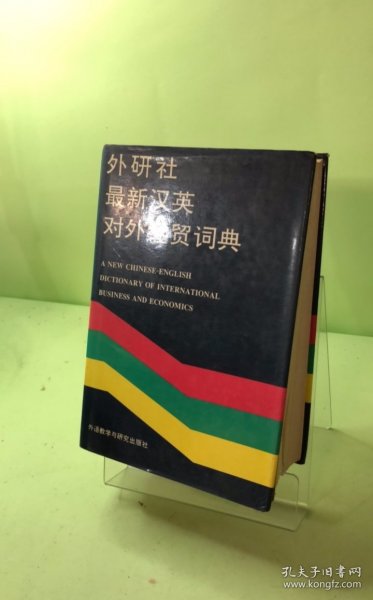 外研社
最新汉英
对外经贸词典
A NEW CHINESE-ENGLISH
DICTIONARY OF INTERNATIONAL
BUSINESS AND ECONOMICS
外语教学与研究出版社
孔夫子旧书网
www.kongfz.com